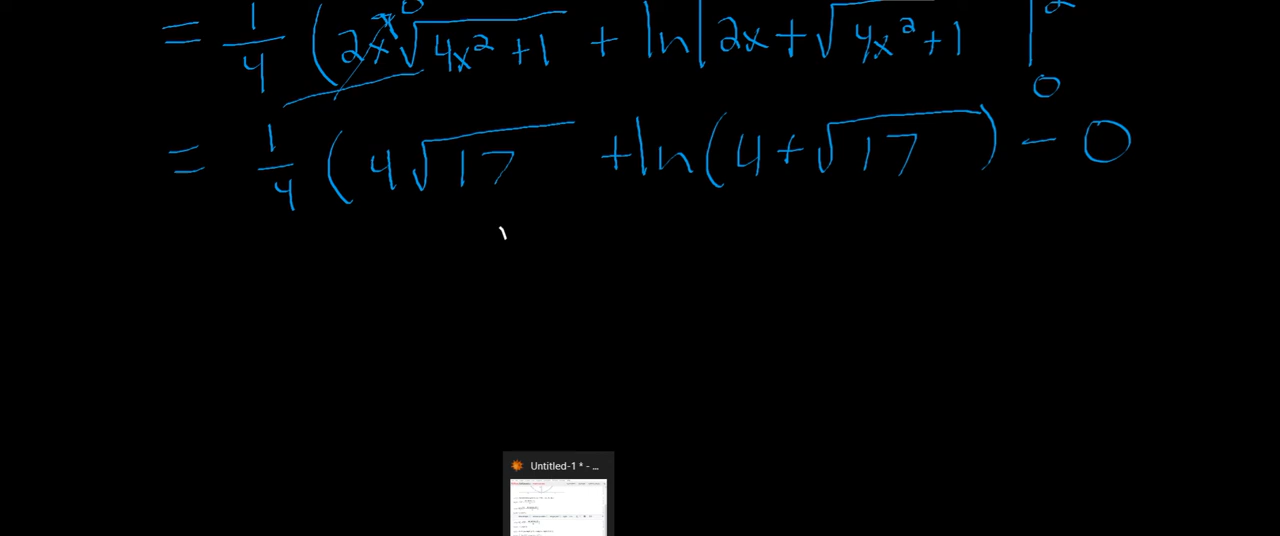 = 1/4 ( 2x √(4x² + 1) + ln| 2x + √(4x² + 1) |₀²
0
= 1/4 ( 4√17 + ln( 4 + √17 ) - 0
Untitled-1 * - ...